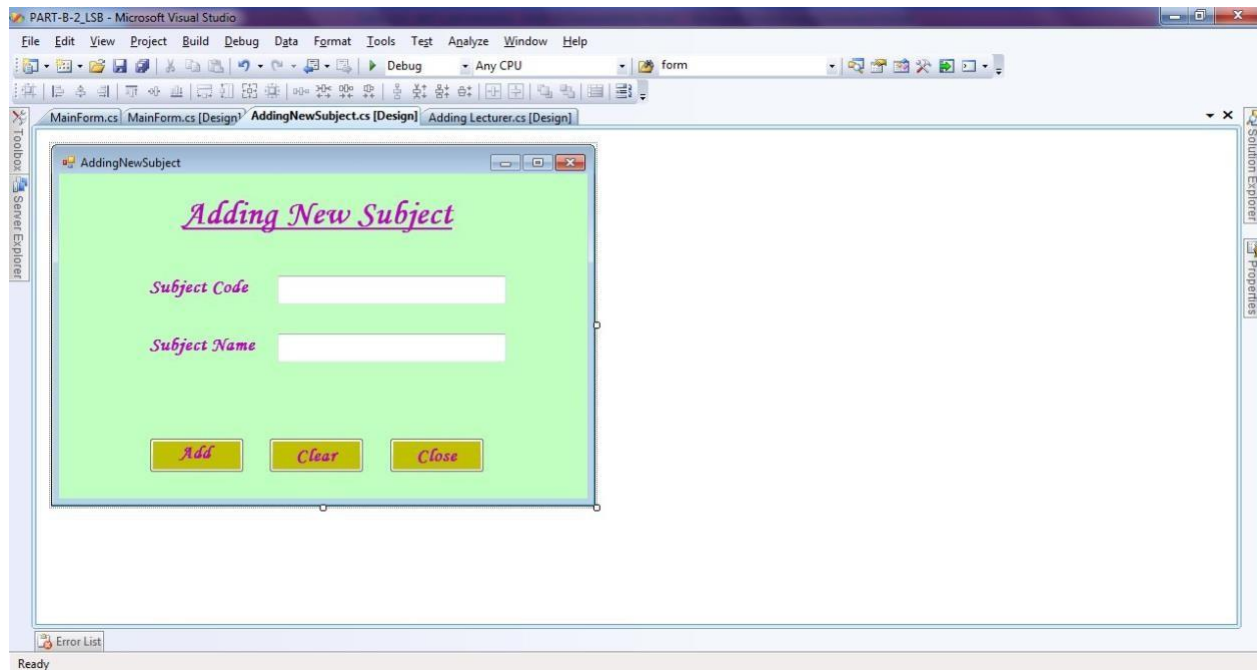 PART-B-2_LSB - Microsoft Visual Studio
File Edit View Project Build Debug Data Format Tools Test Analyze Window Help
Debug Any CPU form
MainForm.cs MainForm.cs [Design] AddingNewSubject.cs [Design] Adding Lecturer.cs [Design]
Toolbox
Server Explorer
Solution Explorer
Properties
AddingNewSubject
Adding New Subject
Subject Code
Subject Name
Add Clear Close
Error List
Ready